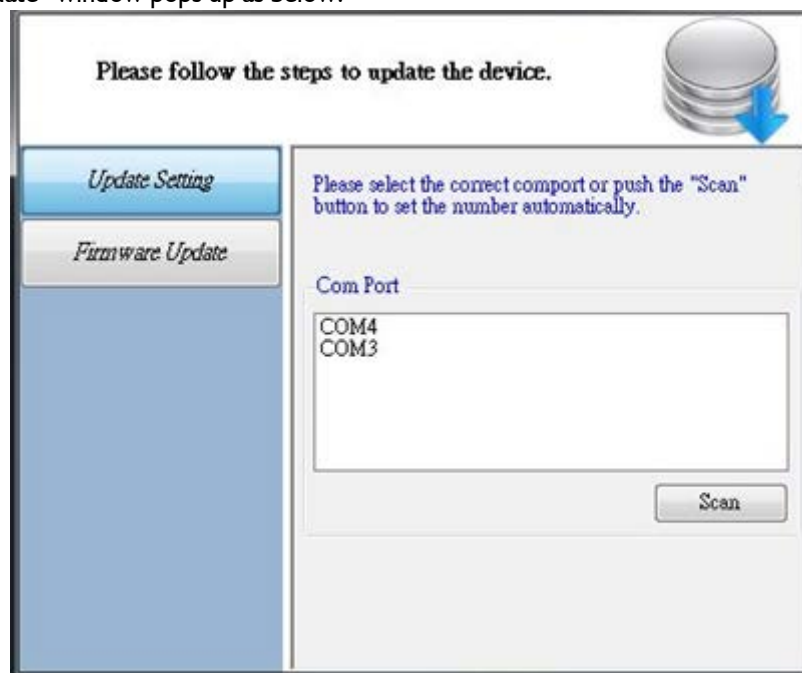 window pops up as below:
Please follow the steps to update the device.
Update Setting
Please select the correct comport or push the "Scan"
button to set the number automatically.
Firmware Update
Com Port
COM4
COM3
Scan